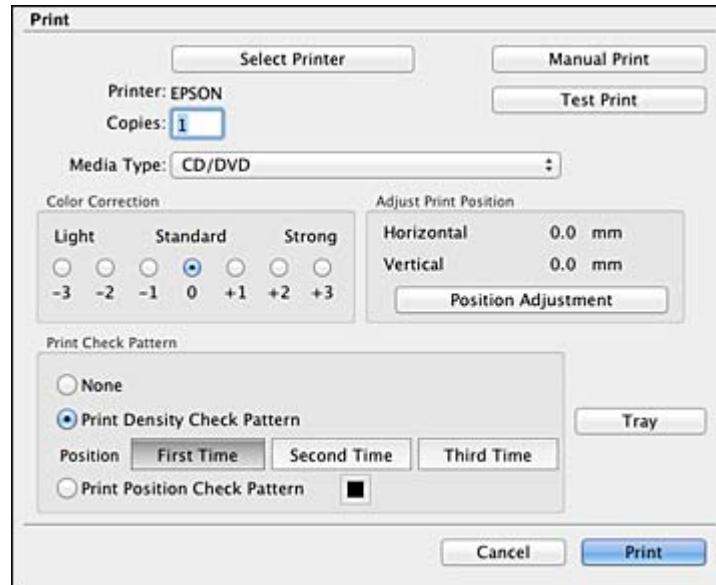 Print
Select Printer Manual Print
Printer: EPSON
Test Print
Copies: 1
Media Type: CD/DVD
Color Correction Adjust Print Position
Light Standard Strong Horizontal 0.0 mm
Vertical 0.0 mm
-3 -2 -1 0 +1 +2 +3
Position Adjustment
Print Check Pattern
None
Print Density Check Pattern Tray
Position First Time Second Time Third Time
Print Position Check Pattern
Cancel Print